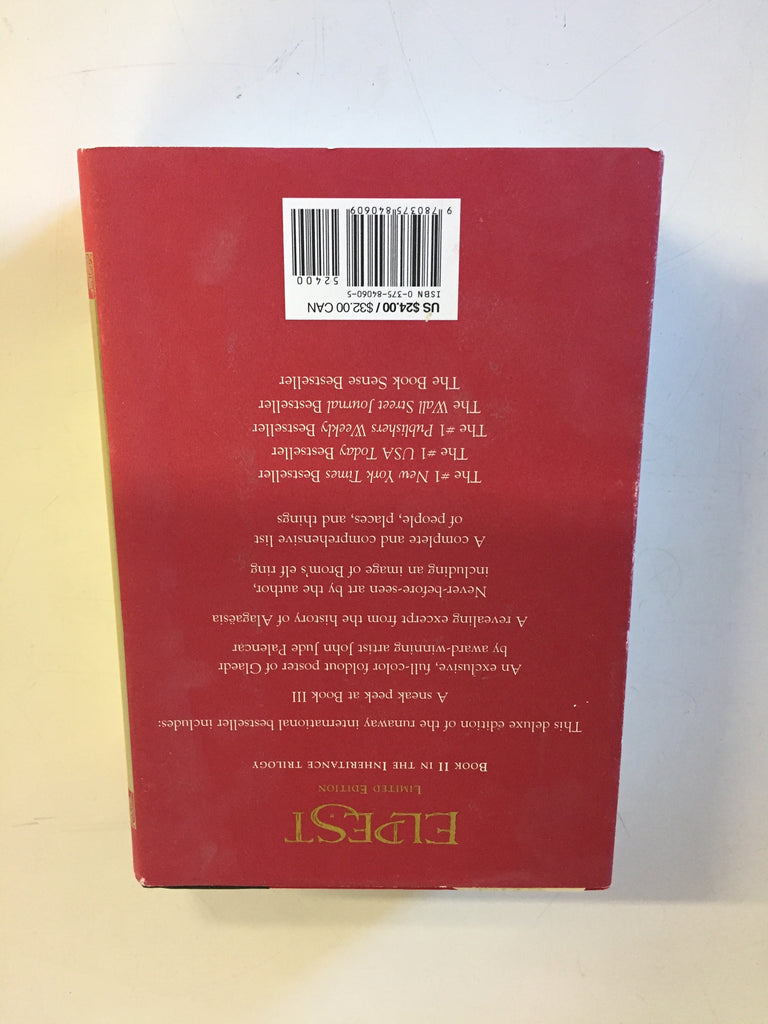 ELDEST
LIMITED EDITION
BOOK II IN THE INHERITANCE TRILOGY
This deluxe edition of the runaway international bestseller includes:
A sneak peek at Book III
An exclusive, full-color foldout poster of Glaedr
by award-winning artist John Jude Palencar
A revealing excerpt from the history of Alagaësia
Never-before-seen art by the author,
including an image of Brom's elf ring
A complete and comprehensive list
of people, places, and things
The #1 New York Times Bestseller
The #1 USA Today Bestseller
The #1 Publishers Weekly Bestseller
The Wall Street Journal Bestseller
The Book Sense Bestseller
US $24.00 / $32.00 CAN
ISBN 0-375-84060-5
52400
9 780375 840609